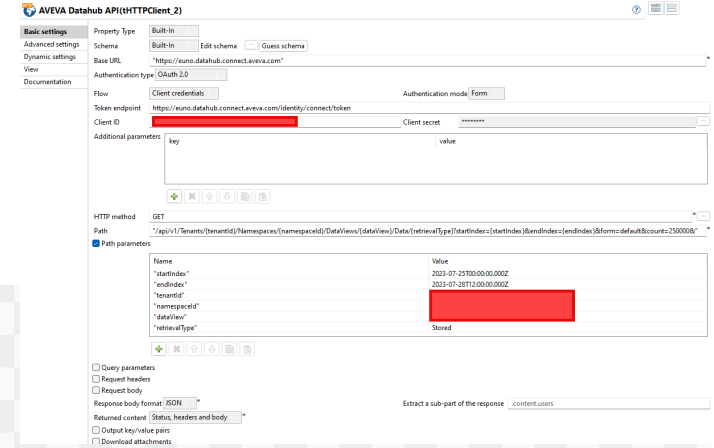 AVEVA Datahub API(tHTTPClient_2)
Basic settings
Advanced settings
Dynamic settings
View
Documentation
Property Type Built-In
Schema Built-In Edit schema ... Guess schema
Base URL "https://euno.datahub.connect.aveva.com" *
Authentication type OAuth 2.0
Flow Client credentials Authentication mode Form
Token endpoint https://euno.datahub.connect.aveva.com/identity/connect/token
Client ID Client secret ******** ...
Additional parameters
key value
HTTP method GET * ...
Path "/api/v1/Tenants/{tenantId}/Namespaces/{namespaceId}/DataViews/{dataView}/Data/{retrievalType}?startIndex={startIndex}&endIndex={endIndex}&form=default&count=250000&" *
Path parameters
Name Value
"startIndex" 2023-07-25T00:00:00.000Z
"endIndex" 2023-07-28T12:00:00.000Z
"tenantId"
"namespaceId"
"dataView"
"retrievalType" Stored
Query parameters
Request headers
Request body
Response body format JSON * Extract a sub-part of the response .content.users
Returned content Status, headers and body *
Output key/value pairs
Download attachments